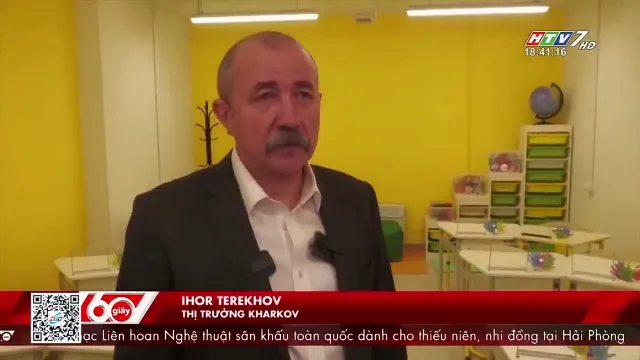 HTV7 HD
18:41:16
60 giây
IHOR TEREKHOV
THỊ TRƯỞNG KHARKOV
ạc Liên hoan Nghệ thuật sân khấu toàn quốc dành cho thiếu niên, nhi đồng tại Hải Phòng